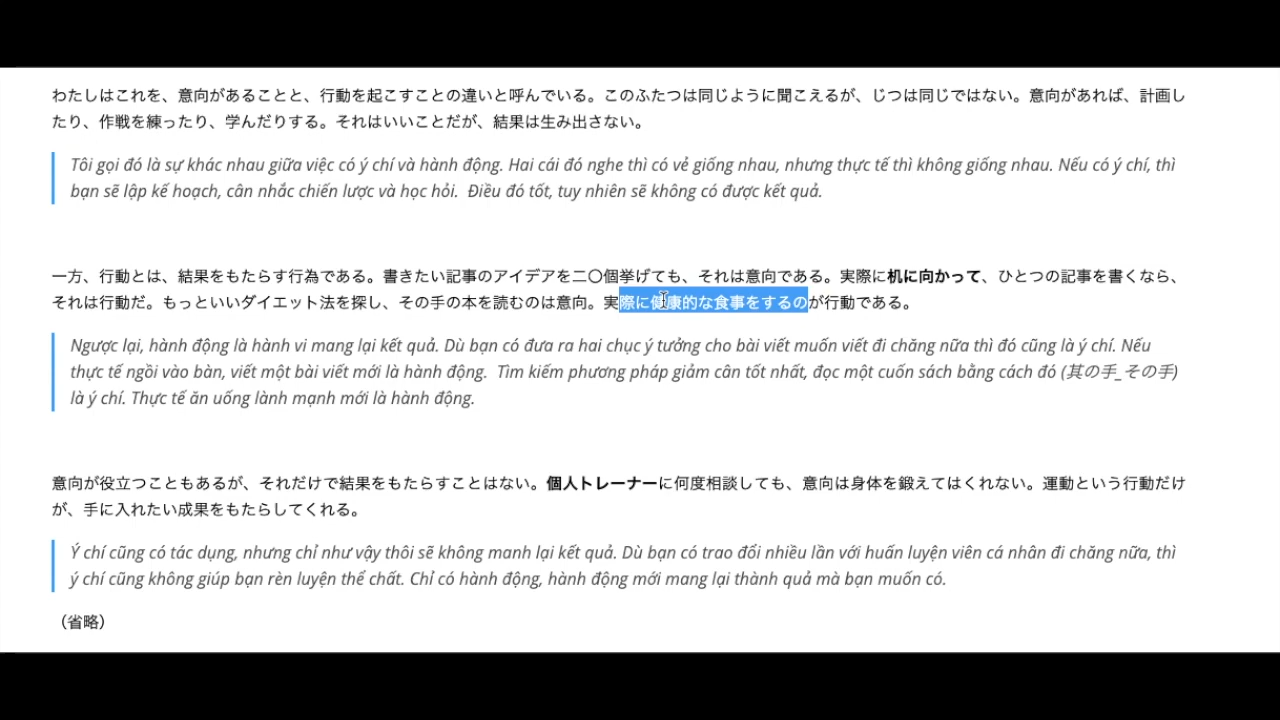 わたしはこれを、意向があることと、行動を起こすことの違いと呼んでいる。このふたつは同じように聞こえるが、じつは同じではない。意向があれば、計画し
たり、作戦を練ったり、学んだりする。それはいいことだが、結果は生み出さない。
Tôi gọi đó là sự khác nhau giữa việc có ý chí và hành động. Hai cái đó nghe thì có vẻ giống nhau, nhưng thực tế thì không giống nhau. Nếu có ý chí, thì
bạn sẽ lập kế hoạch, cân nhắc chiến lược và học hỏi. Điều đó tốt, tuy nhiên sẽ không có được kết quả.
一方、行動とは、結果をもたらす行為である。書きたい記事のアイデアを二〇個挙げても、それは意向である。実際に机に向かって、ひとつの記事を書くなら、
それは行動だ。もっといいダイエット法を探し、その手の本を読むのは意向。実際に健康的な食事をするのが行動である。
Ngược lại, hành động là hành vi mang lại kết quả. Dù bạn có đưa ra hai chục ý tưởng cho bài viết muốn viết đi chăng nữa thì đó cũng là ý chí. Nếu
thực tế ngồi vào bàn, viết một bài viết mới là hành động. Tìm kiếm phương pháp giảm cân tốt nhất, đọc một cuốn sách bằng cách đó (其の手_その手)
là ý chí. Thực tế ăn uống lành mạnh mới là hành động.
意向が役立つこともあるが、それだけで結果をもたらすことはない。個人トレーナーに何度相談しても、意向は身体を鍛えてはくれない。運動という行動だけ
が、手に入れたい成果をもたらしてくれる。
Ý chí cũng có tác dụng, nhưng chỉ như vậy thôi sẽ không manh lại kết quả. Dù bạn có trao đổi nhiều lần với huấn luyện viên cá nhân đi chăng nữa, thì
ý chí cũng không giúp bạn rèn luyện thể chất. Chỉ có hành động, hành động mới mang lại thành quả mà bạn muốn có.
（省略）